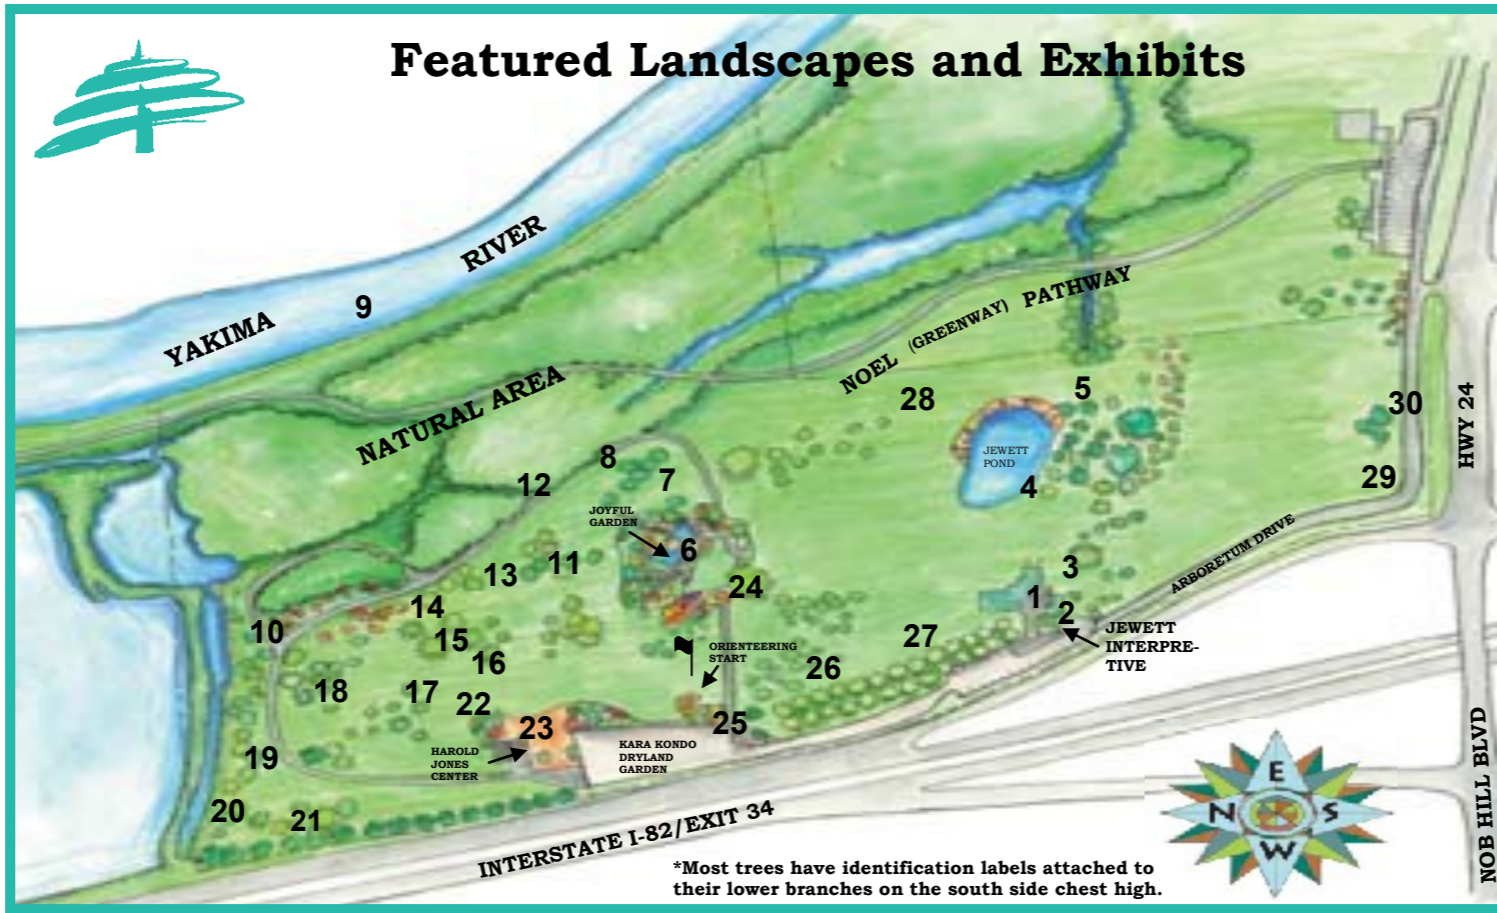 Featured Landscapes and Exhibits
YAKIMA
RIVER
9
NATURAL AREA
NOEL (GREENWAY) PATHWAY
28
5
30
HWY 24
JEWETT
POND
4
29
8
7
12
JOYFUL
GARDEN
6
11
13
24
3
ARBORETUM DRIVE
1
2
14
10
15
16
JEWETT
INTERPRE-
TIVE
ORIENTEERING
START
27
26
18
17
22
23
25
HAROLD
JONES
CENTER
KARA KONDO
DRYLAND
GARDEN
19
20
21
INTERSTATE I-82/EXIT 34
E
N
S
W
NOB HILL BLVD
*Most trees have identification labels attached to
their lower branches on the south side chest high.